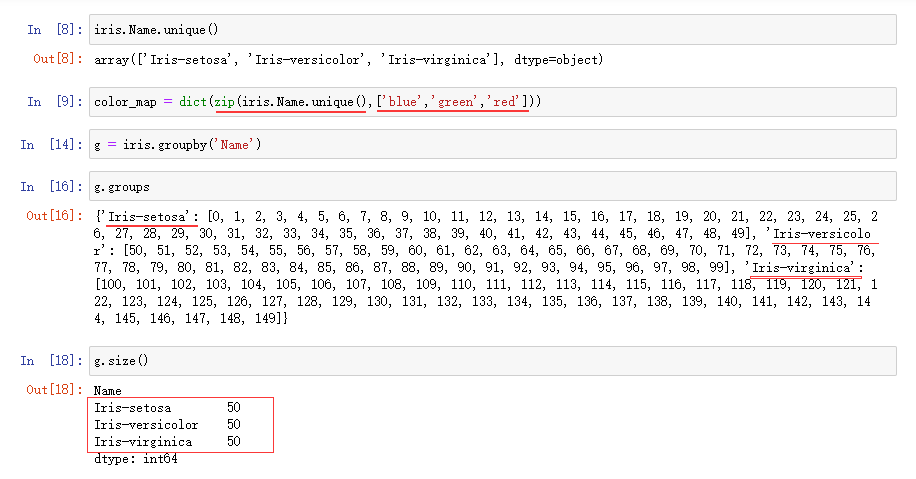 In [8]: iris.Name.unique()
Out[8]: array(['Iris-setosa', 'Iris-versicolor', 'Iris-virginica'], dtype=object)
In [9]: color_map = dict(zip(iris.Name.unique(),['blue','green','red']))
In [14]: g = iris.groupby('Name')
In [16]: g.groups
Out[16]: {'Iris-setosa': [0, 1, 2, 3, 4, 5, 6, 7, 8, 9, 10, 11, 12, 13, 14, 15, 16, 17, 18, 19, 20, 21, 22, 23, 24, 25, 2
6, 27, 28, 29, 30, 31, 32, 33, 34, 35, 36, 37, 38, 39, 40, 41, 42, 43, 44, 45, 46, 47, 48, 49], 'Iris-versicolo
r': [50, 51, 52, 53, 54, 55, 56, 57, 58, 59, 60, 61, 62, 63, 64, 65, 66, 67, 68, 69, 70, 71, 72, 73, 74, 75, 76,
77, 78, 79, 80, 81, 82, 83, 84, 85, 86, 87, 88, 89, 90, 91, 92, 93, 94, 95, 96, 97, 98, 99], 'Iris-virginica':
[100, 101, 102, 103, 104, 105, 106, 107, 108, 109, 110, 111, 112, 113, 114, 115, 116, 117, 118, 119, 120, 121, 1
22, 123, 124, 125, 126, 127, 128, 129, 130, 131, 132, 133, 134, 135, 136, 137, 138, 139, 140, 141, 142, 143, 14
4, 145, 146, 147, 148, 149]}
In [18]: g.size()
Out[18]: Name
Iris-setosa 50
Iris-versicolor 50
Iris-virginica 50
dtype: int64